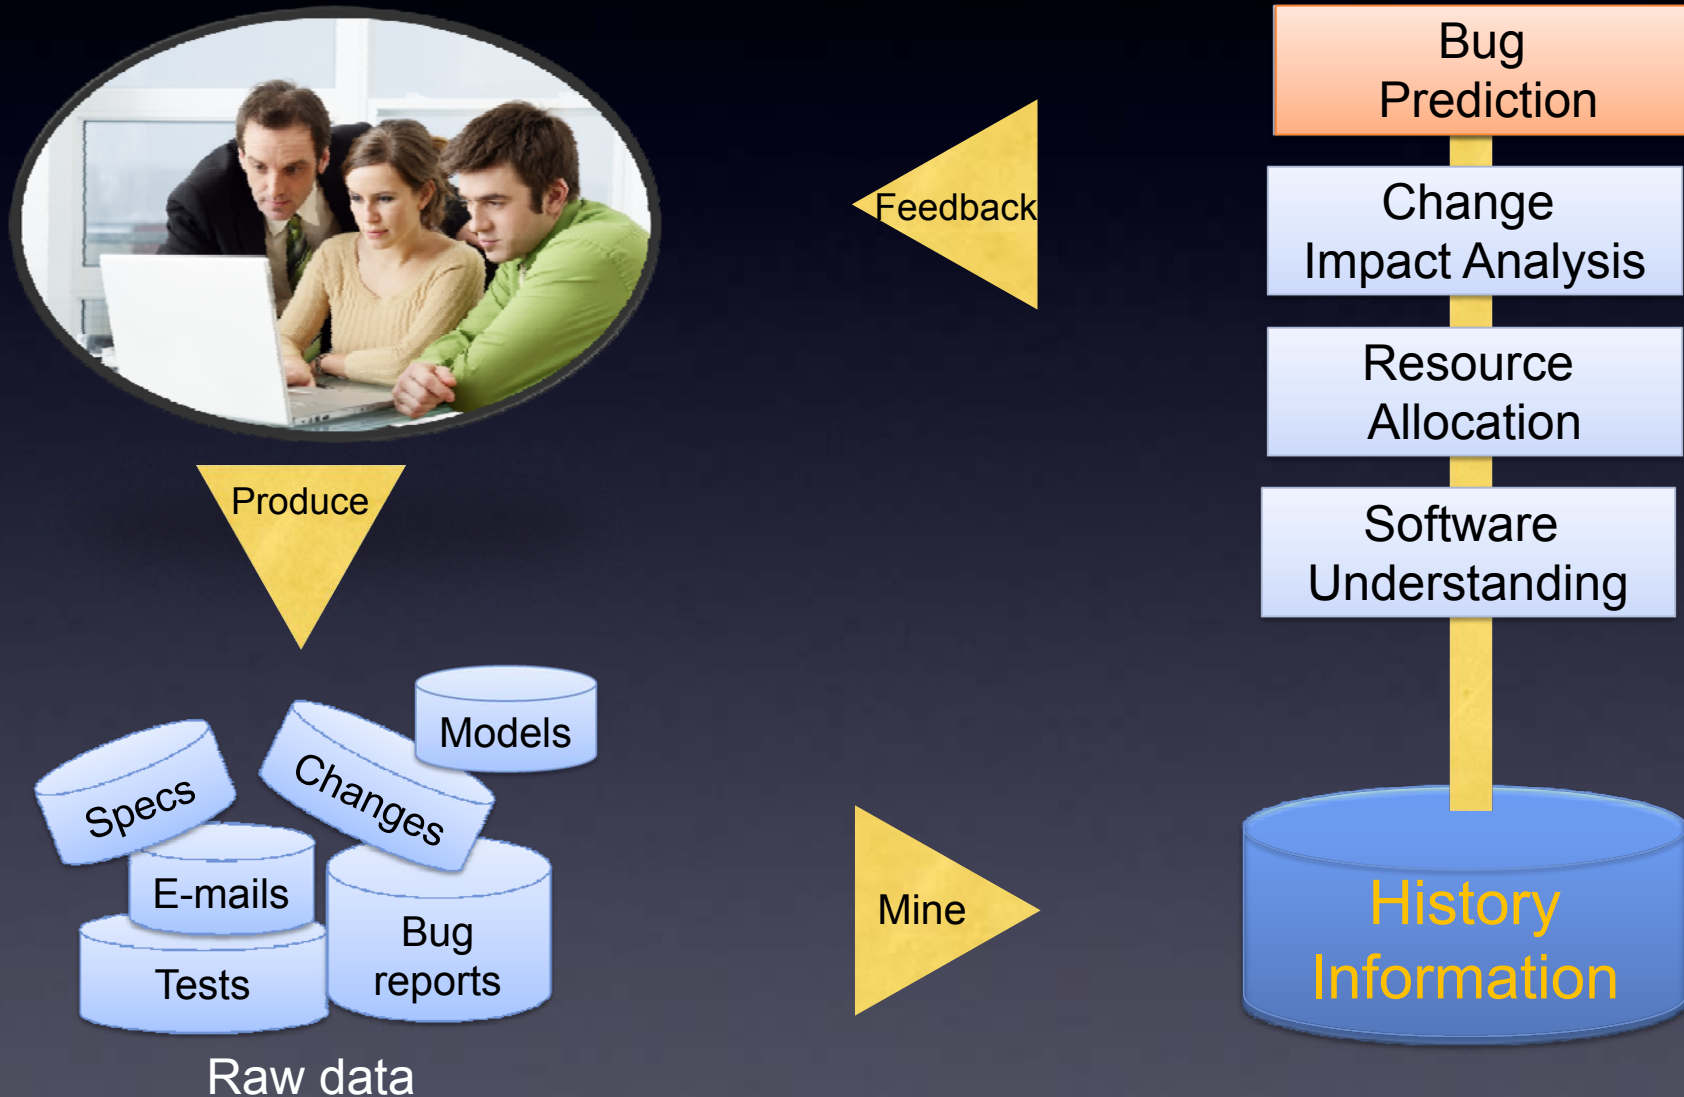 Bug
Prediction
Feedback
Change
Impact Analysis
Resource
Allocation
Produce
Software
Understanding
Models
Specs
Changes
E-mails
Bug
reports
Tests
Mine
History
Information
Raw data